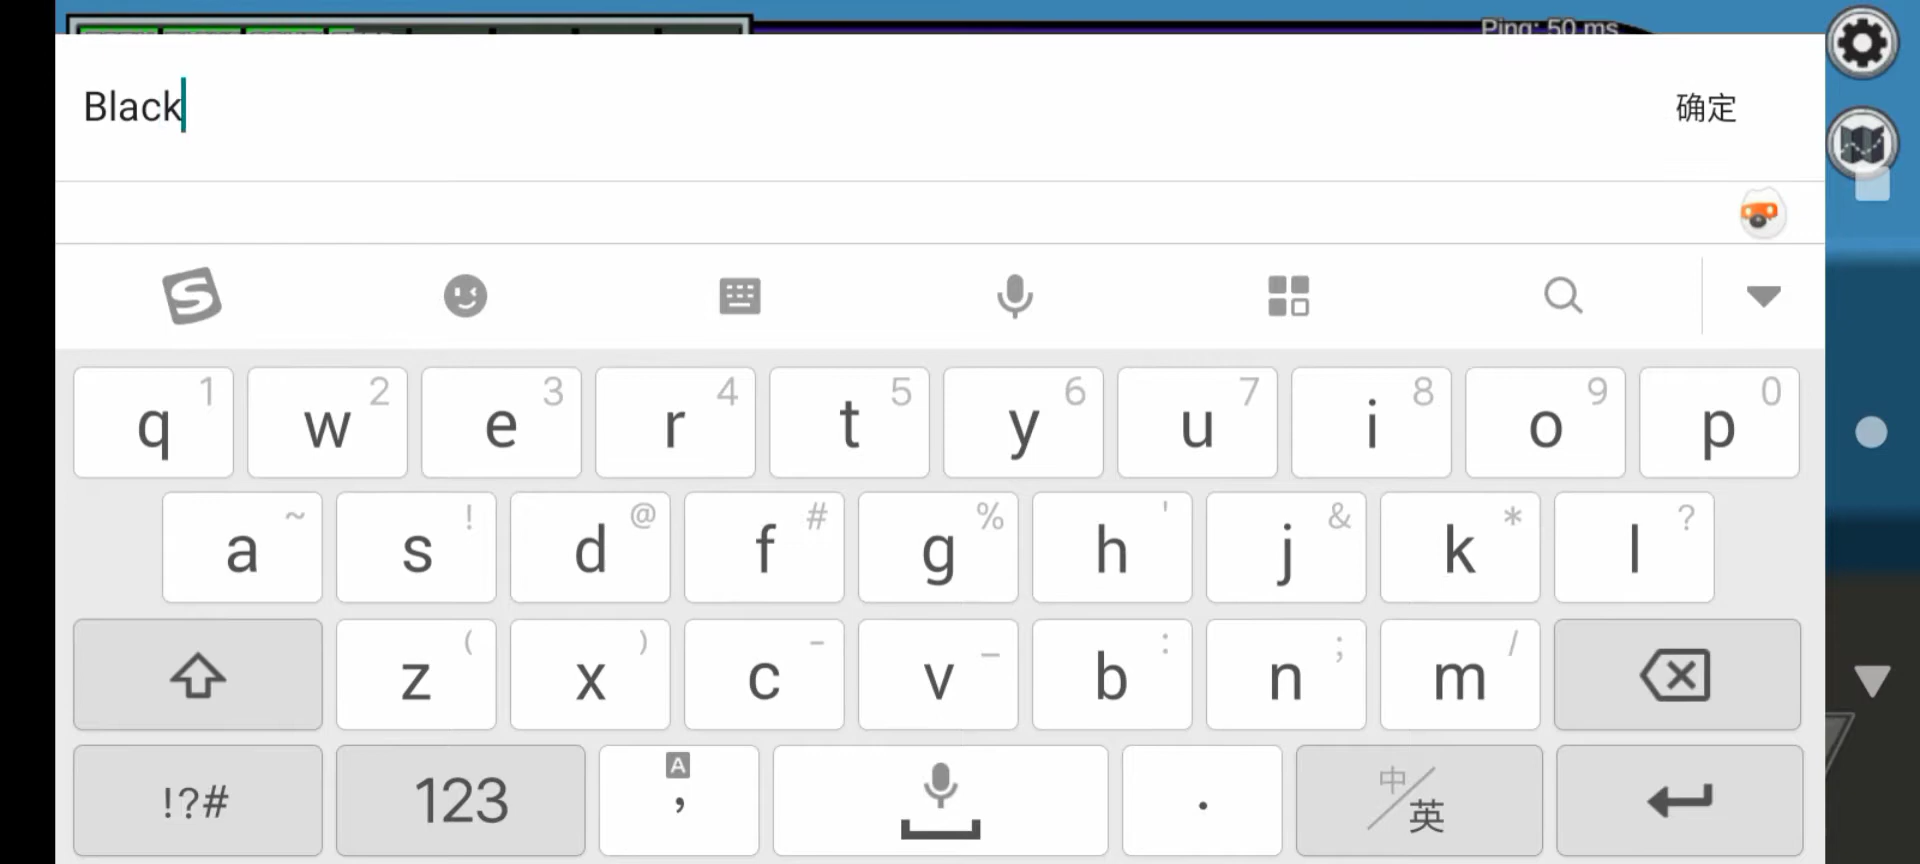 Ping: 50 ms
Black
确定
1 2 3 4 5 6 7 8 9 0
q w e r t y u i o p
~ ! @ # % ' & * ?
a s d f g h j k l
( ) - _ : ; /
z x c v b n m
!?# 123 A , . 中/英